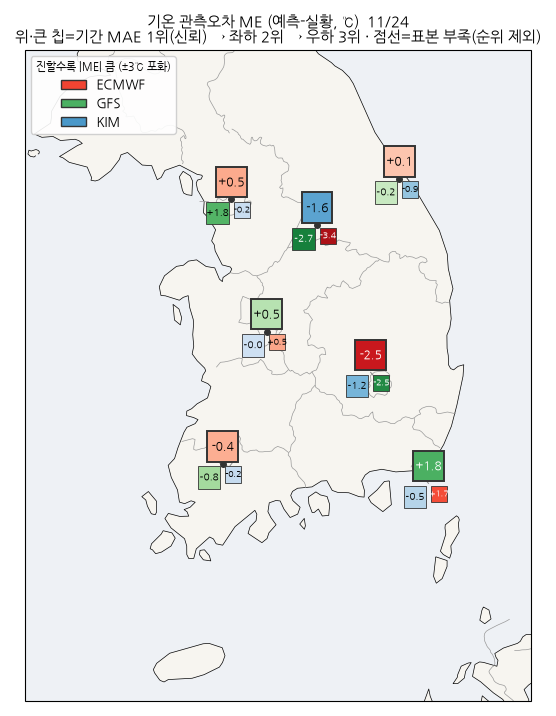 기온 관측오차 ME (예측-실황, ℃) 11/24
위·큰 칩=기간 MAE 1위(신뢰) → 좌하 2위 → 우하 3위 · 점선=표본 부족(순위 제외)
진할수록 |ME| 큼 (±3℃ 포화)
ECMWF
GFS
KIM
+0.1
-0.2 -0.9
+0.5
+1.8 -0.2
-1.6
-2.7 -3.4
+0.5
-0.0 +0.5
-2.5
-1.2 -2.5
-0.4
-0.8 -0.2
+1.8
-0.5 +1.7